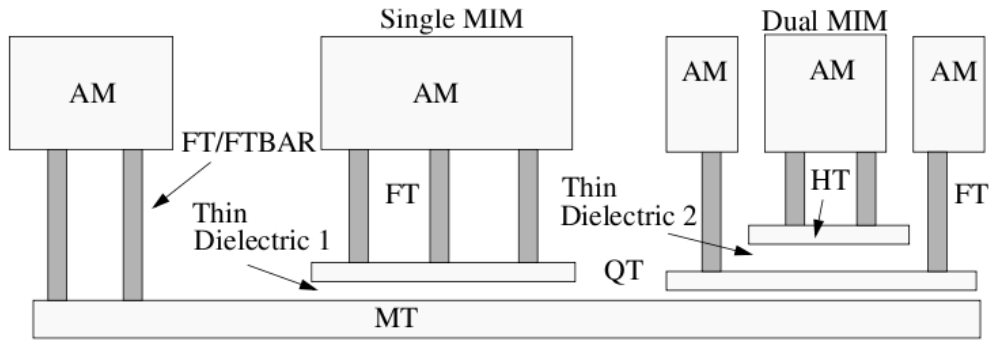 Single MIM
Dual MIM
AM
AM
AM
AM
AM
FT/FTBAR
FT
Thin
Dielectric 1
Thin
Dielectric 2
HT
FT
QT
MT